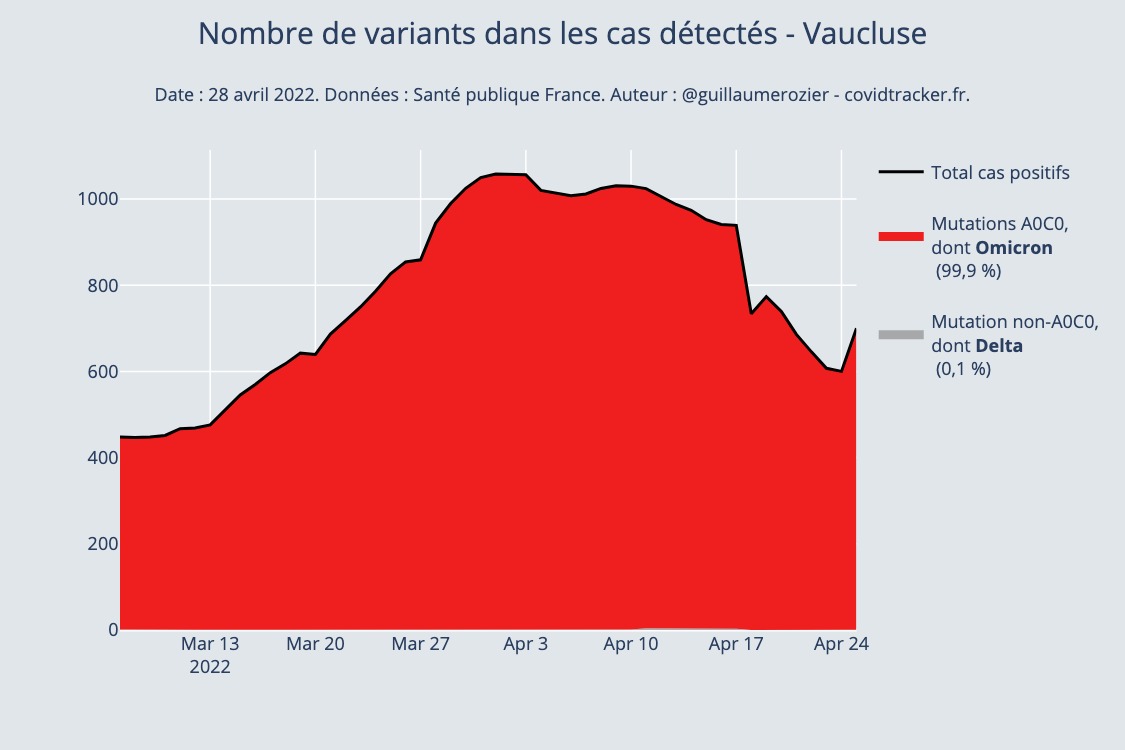 Nombre de variants dans les cas détectés - Vaucluse
Date : 28 avril 2022. Données : Santé publique France. Auteur : @guillaumerozier - covidtracker.fr.
Total cas positifs
Mutations A0C0,
dont Omicron
(99,9 %)
Mutation non-A0C0,
dont Delta
(0,1 %)
1000
800
600
400
200
0
Mar 13
2022
Mar 20
Mar 27
Apr 3
Apr 10
Apr 17
Apr 24